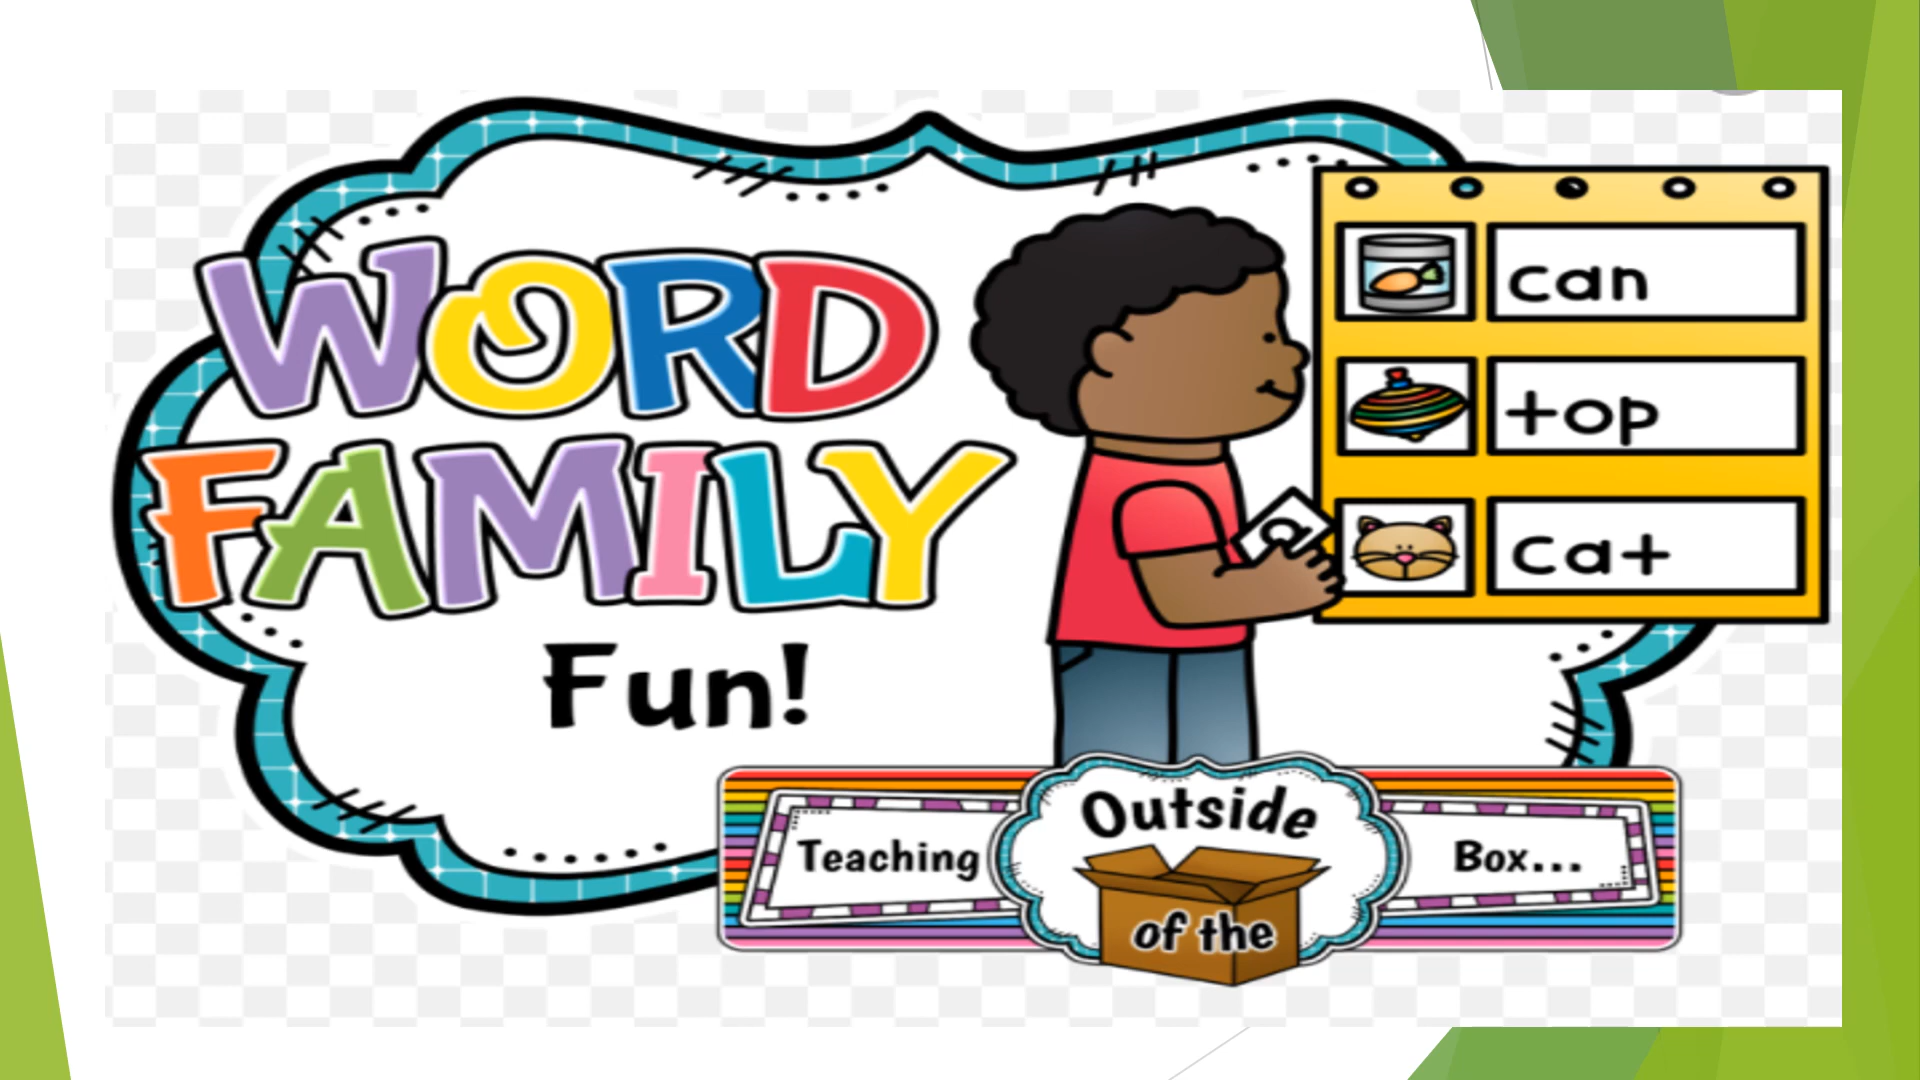 WORD
FAMILY
Fun!
can
top
cat
a
Teaching
Outside
of the
Box...